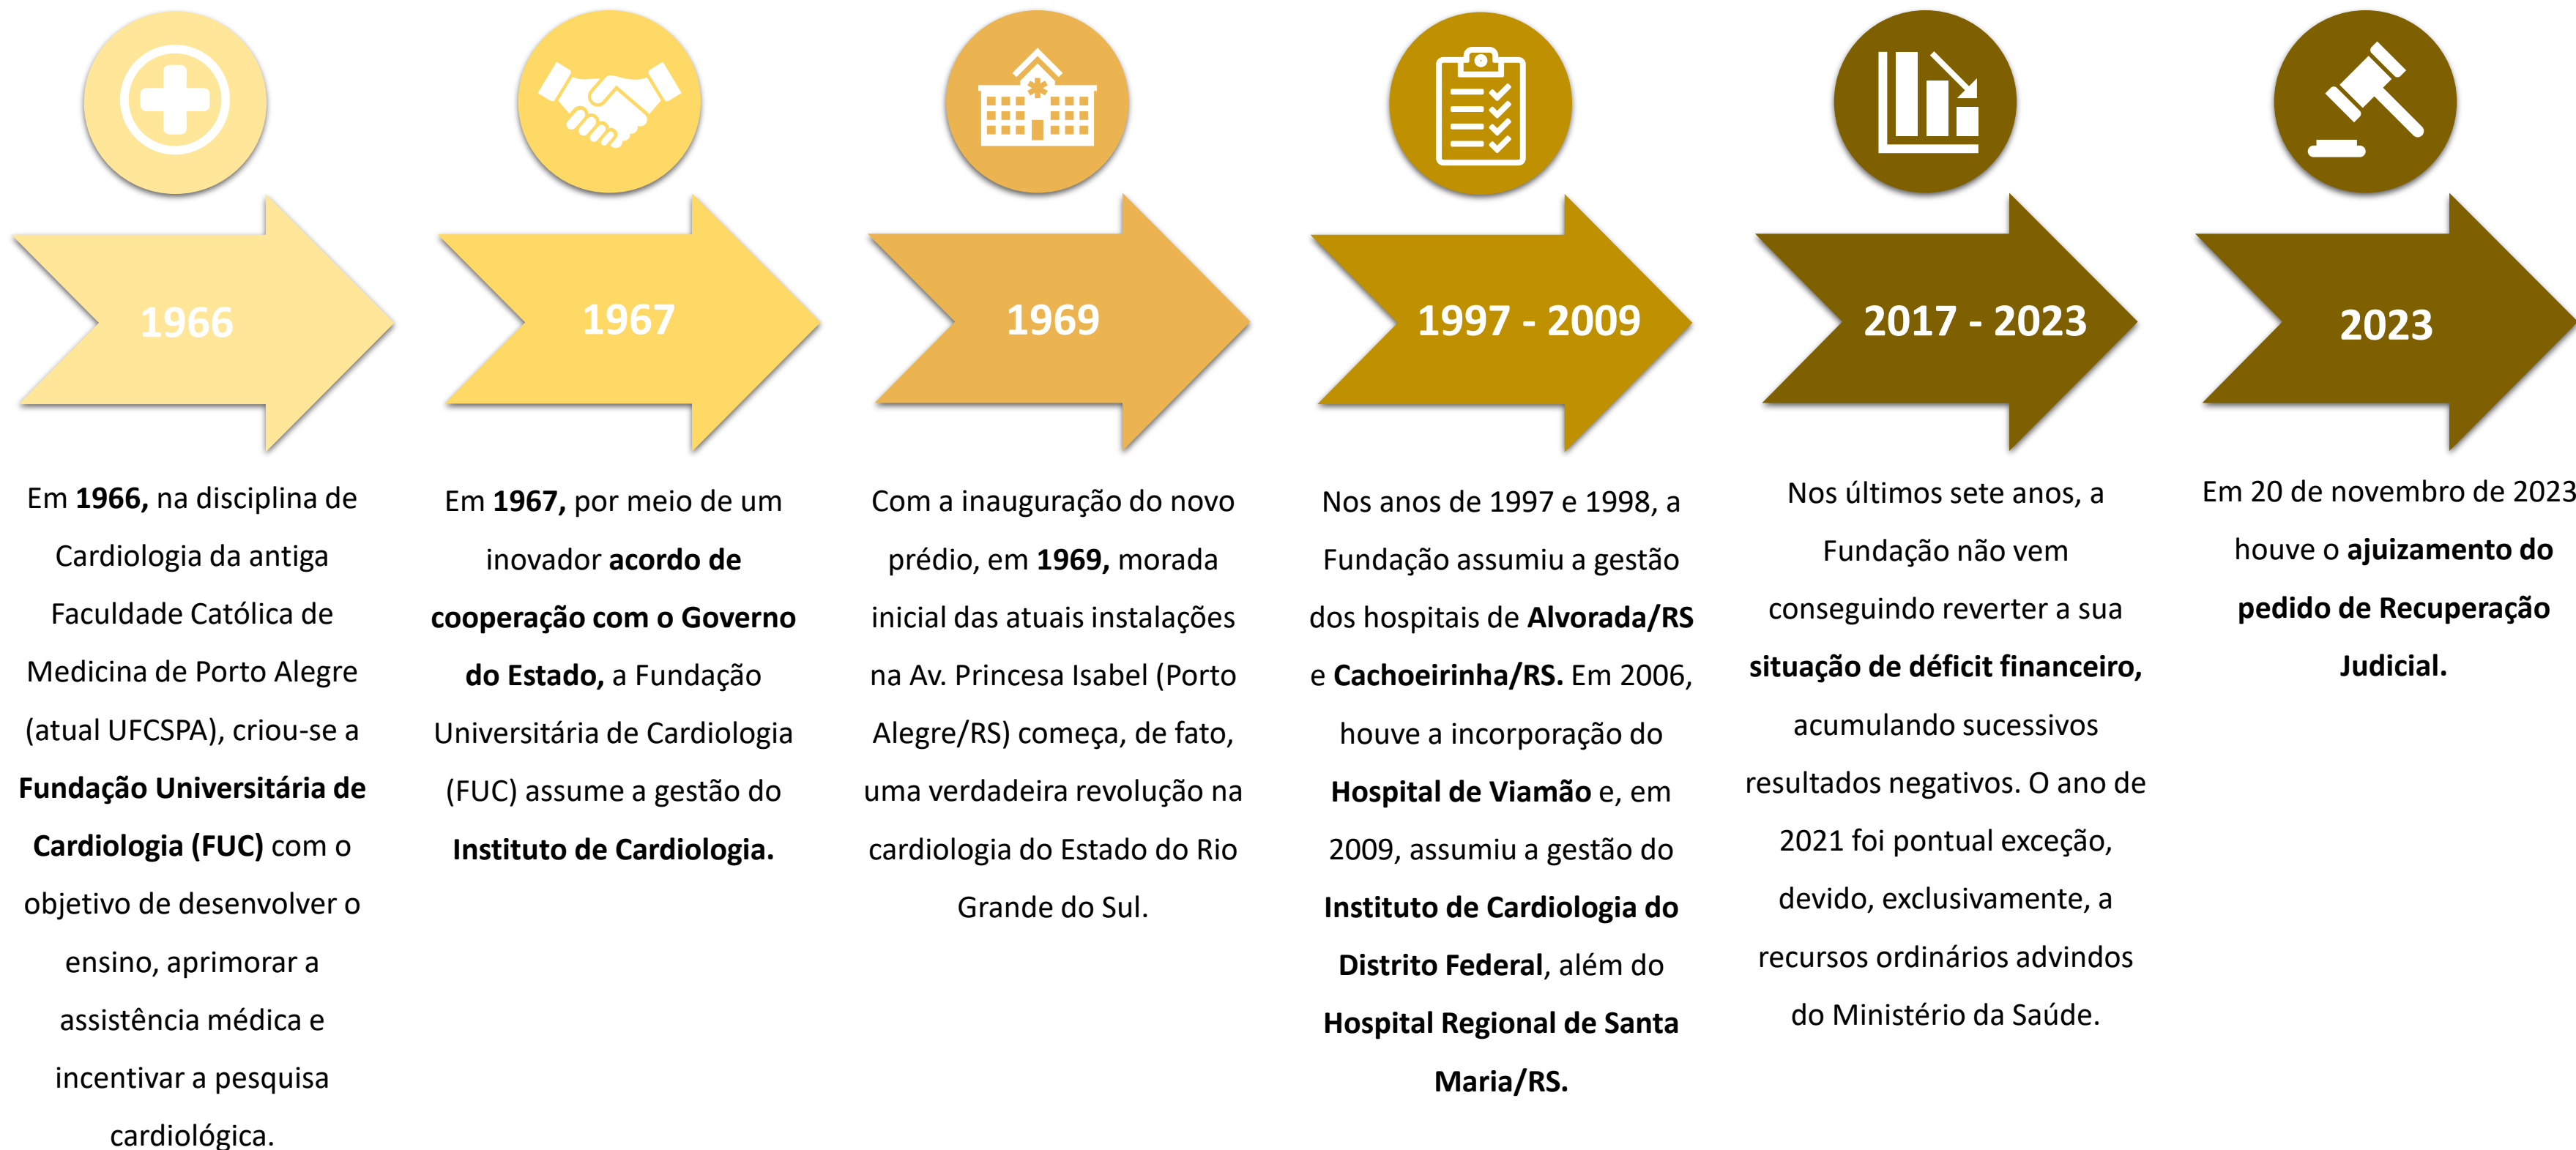 1966
Em 1966, na disciplina de
Cardiologia da antiga
Faculdade Católica de
Medicina de Porto Alegre
(atual UFCSPA), criou-se a
Fundação Universitária de
Cardiologia (FUC) com o
objetivo de desenvolver o
ensino, aprimorar a
assistência médica e
incentivar a pesquisa
cardiológica.
1967
Em 1967, por meio de um
inovador acordo de
cooperação com o Governo
do Estado, a Fundação
Universitária de Cardiologia
(FUC) assume a gestão do
Instituto de Cardiologia.
1969
Com a inauguração do novo
prédio, em 1969, morada
inicial das atuais instalações
na Av. Princesa Isabel (Porto
Alegre/RS) começa, de fato,
uma verdadeira revolução na
cardiologia do Estado do Rio
Grande do Sul.
1997 - 2009
Nos anos de 1997 e 1998, a
Fundação assumiu a gestão
dos hospitais de Alvorada/RS
e Cachoeirinha/RS. Em 2006,
houve a incorporação do
Hospital de Viamão e, em
2009, assumiu a gestão do
Instituto de Cardiologia do
Distrito Federal, além do
Hospital Regional de Santa
Maria/RS.
2017 - 2023
Nos últimos sete anos, a
Fundação não vem
conseguindo reverter a sua
situação de déficit financeiro,
acumulando sucessivos
resultados negativos. O ano de
2021 foi pontual exceção,
devido, exclusivamente, a
recursos ordinários advindos
do Ministério da Saúde.
2023
Em 20 de novembro de 2023
houve o ajuizamento do
pedido de Recuperação
Judicial.